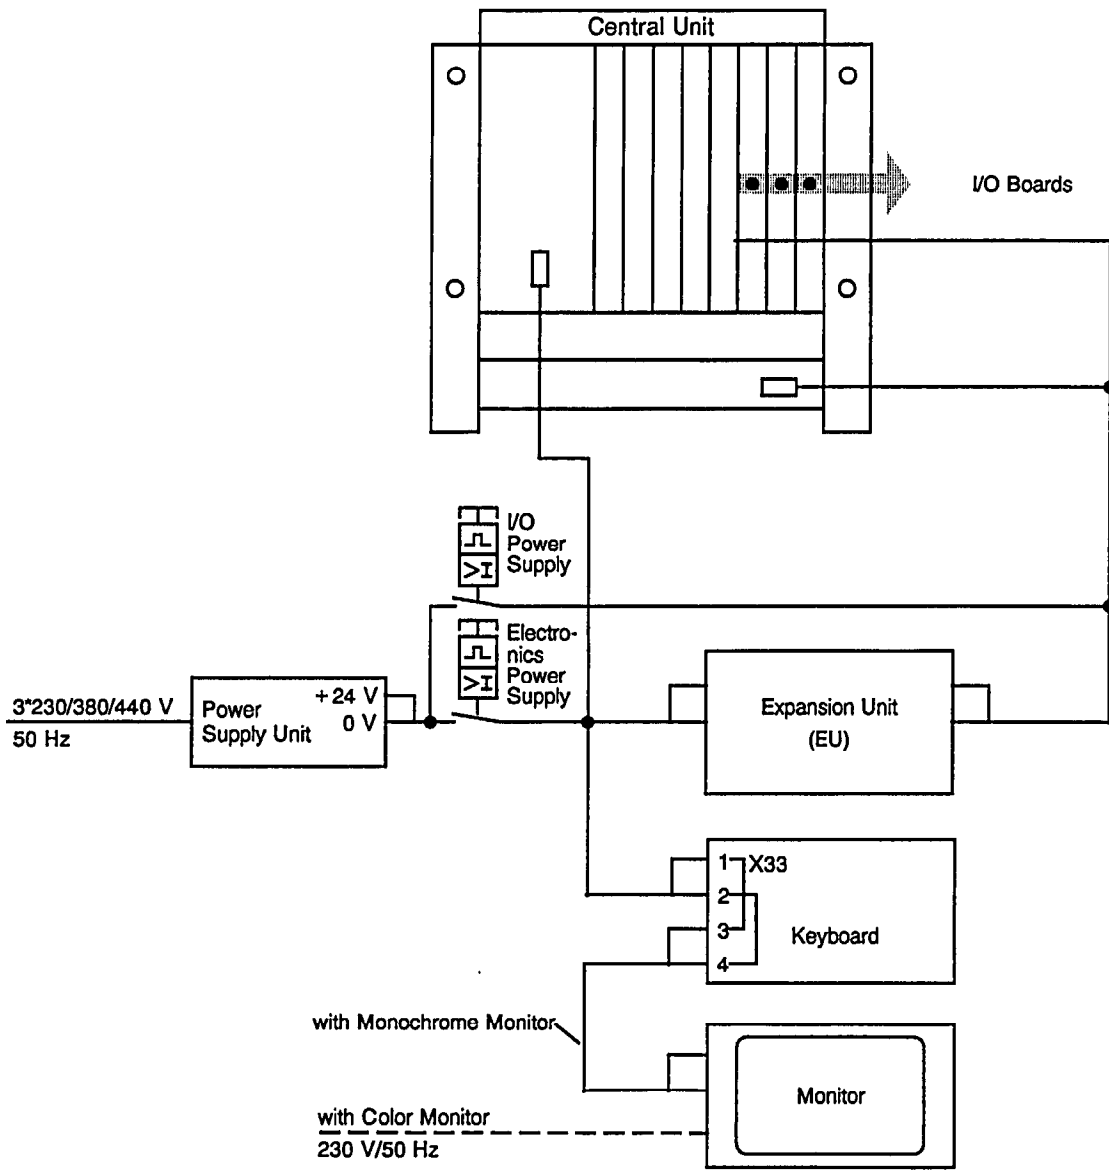 Central Unit
I/O Boards
I/O
Power
Supply
>I
Electro-
nics
Power
Supply
>I
3*230/380/440 V
50 Hz
Power
Supply Unit
+24 V
0 V
Expansion Unit
(EU)
1 X33
2
3
4
Keyboard
with Monochrome Monitor
Monitor
with Color Monitor
230 V/50 Hz